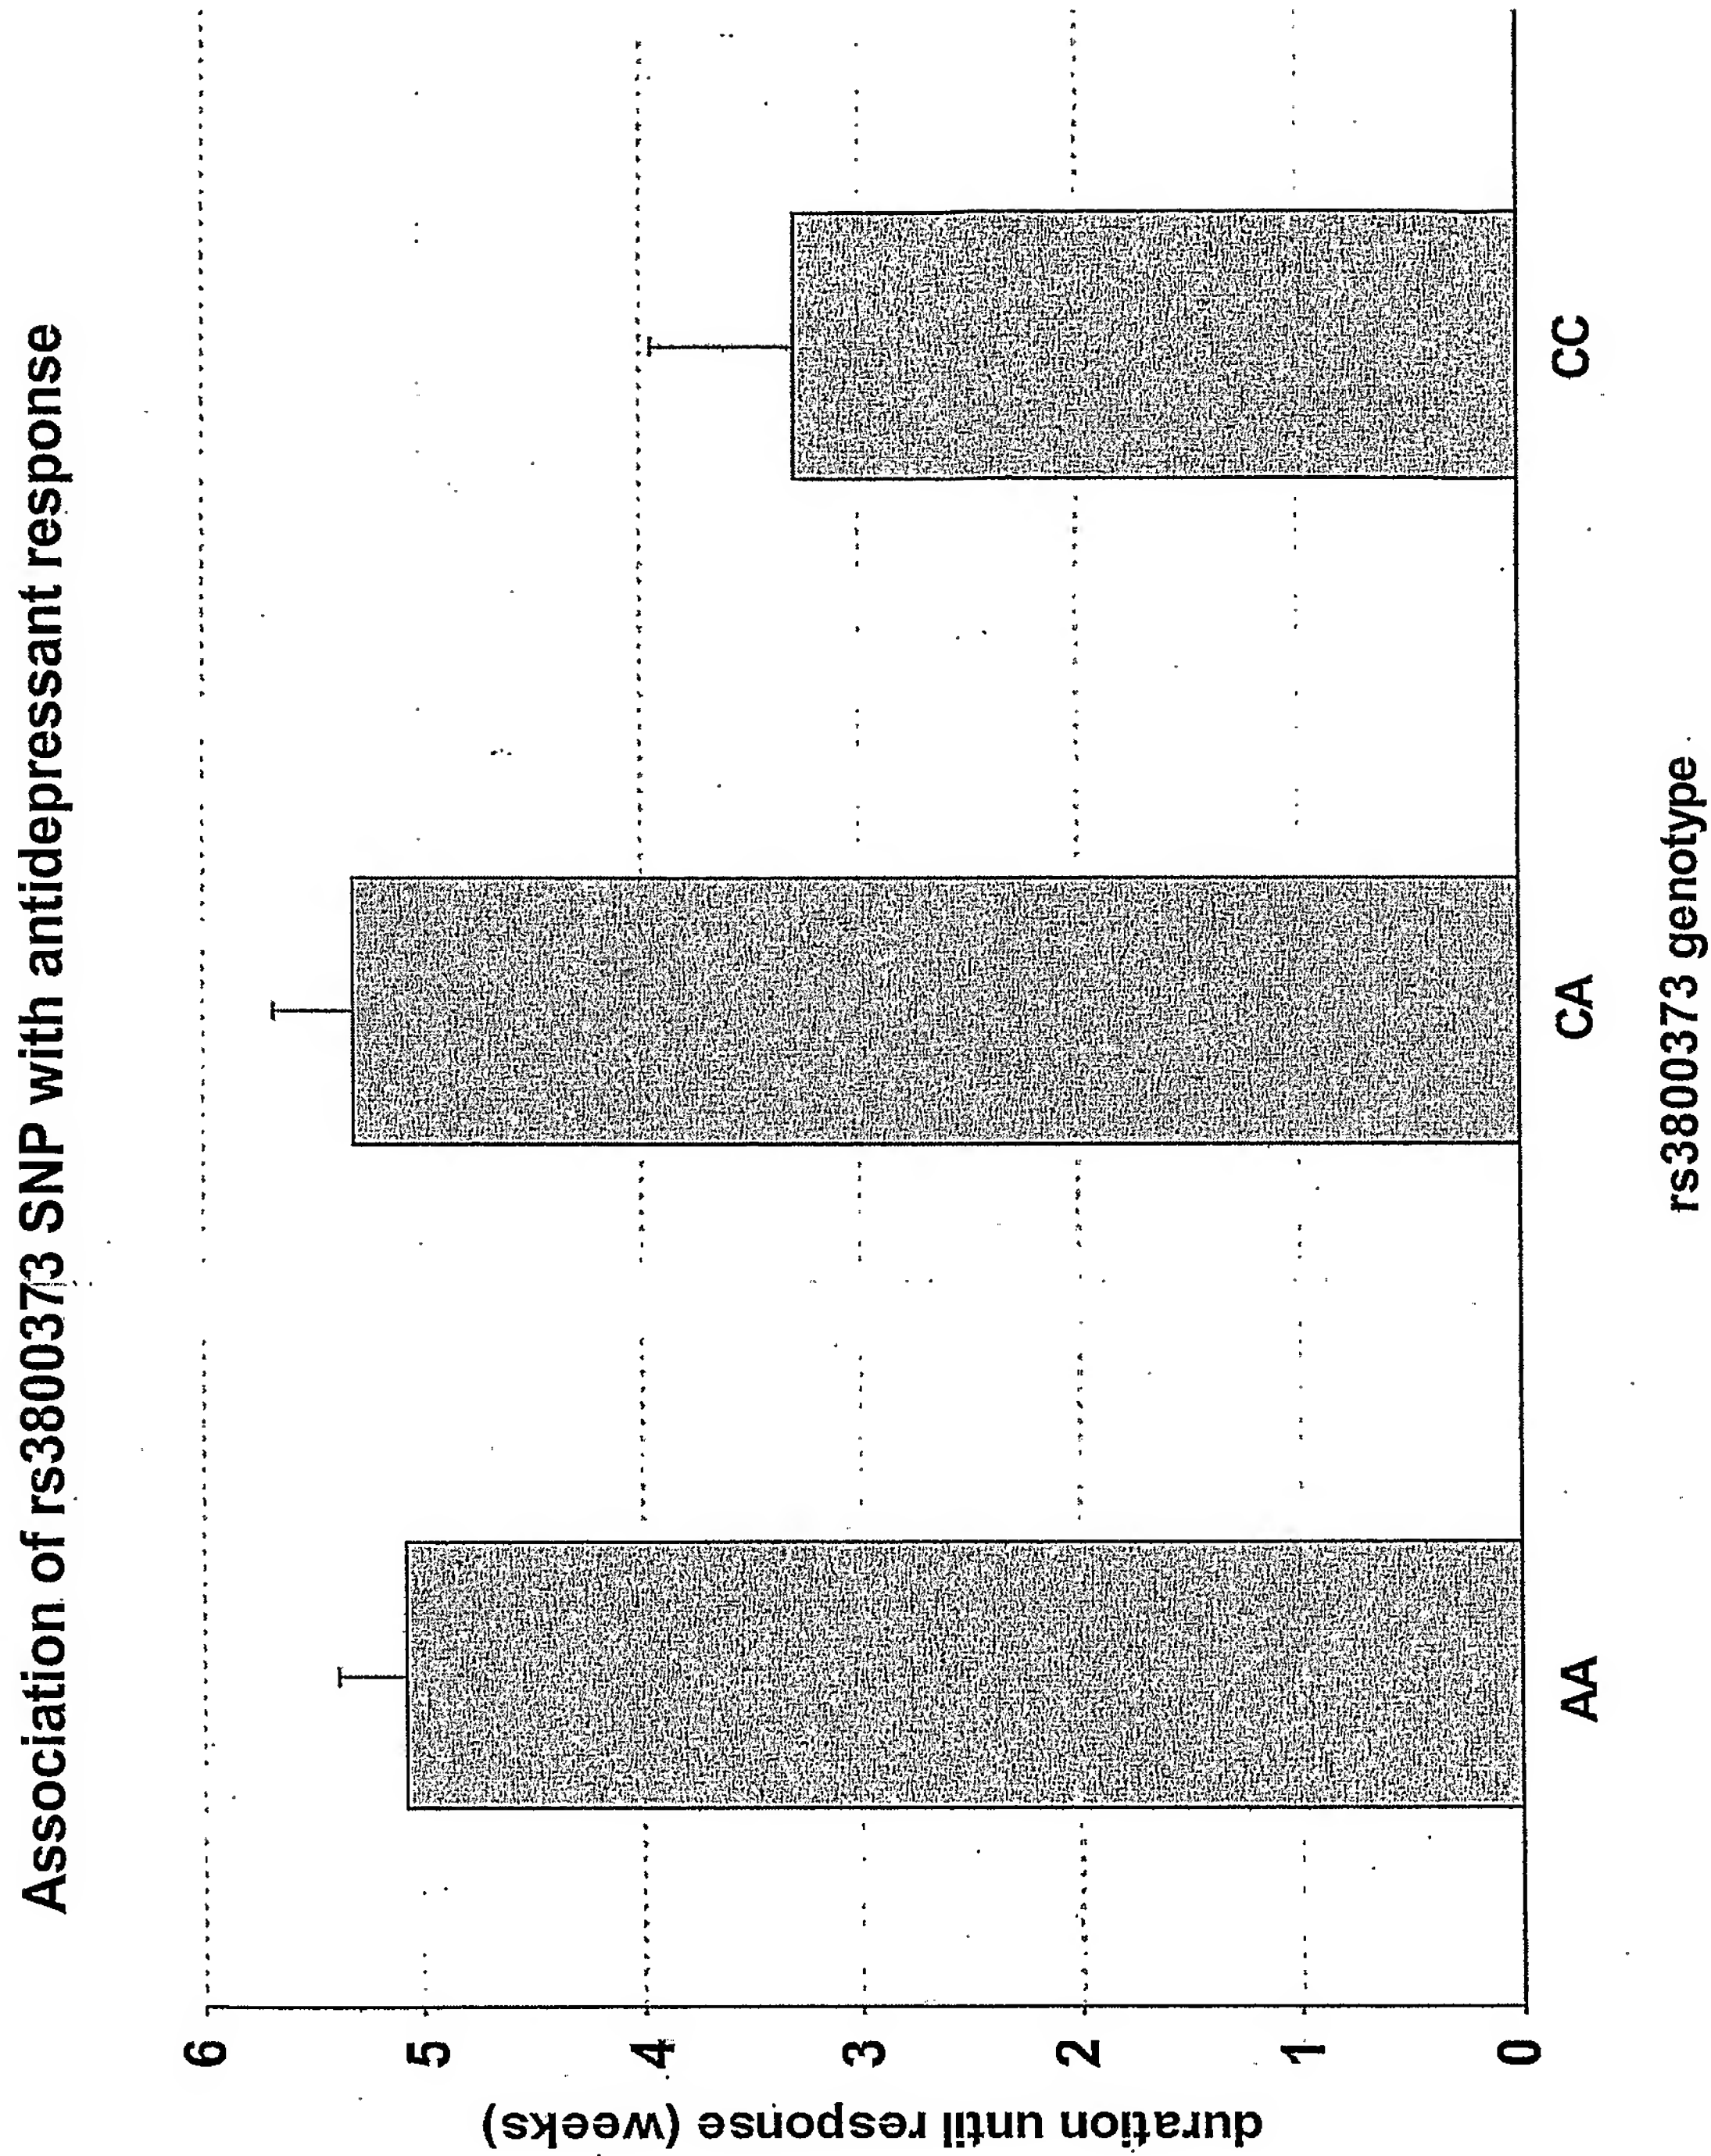 Association of rs3800373 SNP with antidepressant response
duration until response (weeks)
6
5
4
3
2
1
0
AA
CA
CC
rs3800373 genotype